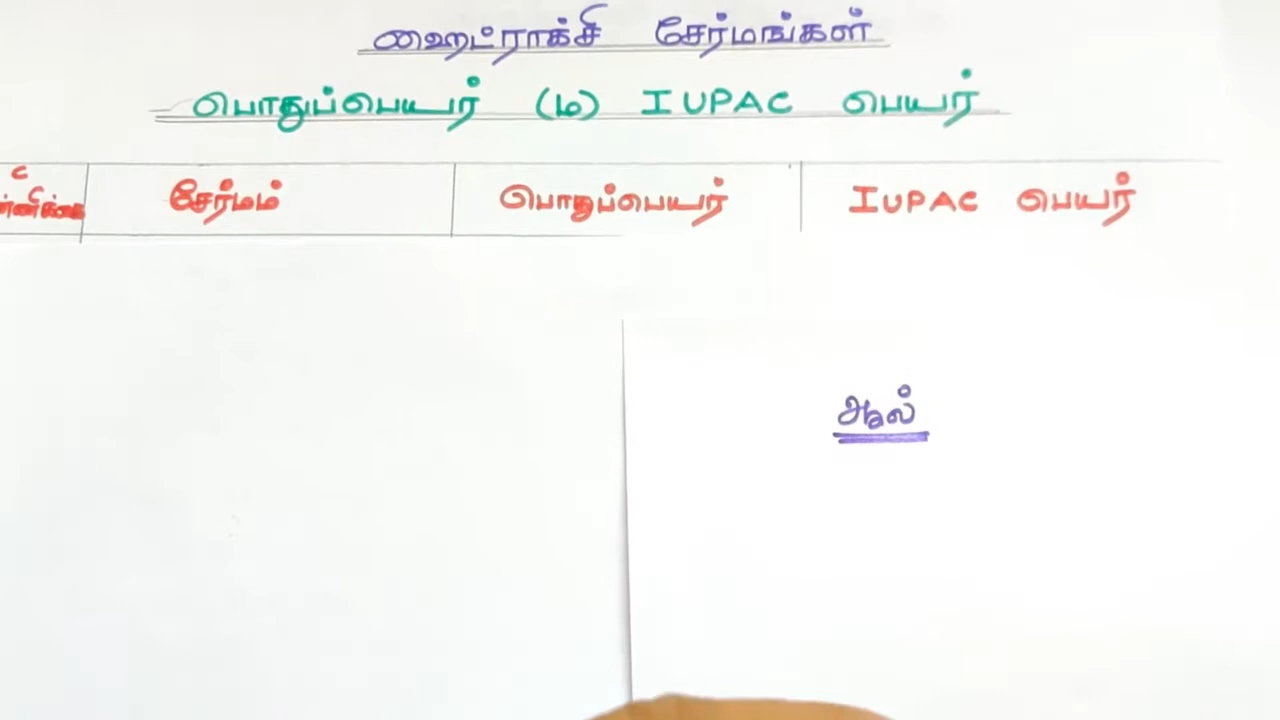 ஹைட்ராக்சி சேர்மங்கள்
பொதுப்பெயர் (ம) IUPAC பெயர்
C
சேர்மம் பொதுப்பெயர் IUPAC பெயர்
ஆல்